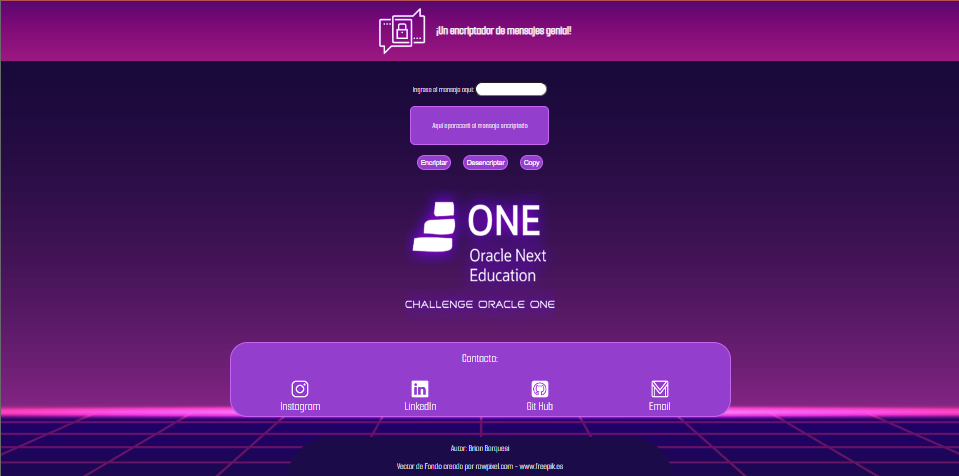 ¡Un encriptador de mensajes genial!
Ingrese el mensaje aquí:
Aquí aparecerá el mensaje encriptado
Encriptar Desencriptar Copy
ONE
Oracle Next
Education
CHALLENGE ORACLE ONE
Contacto:
Instagram LinkedIn Git Hub Email
Autor: Brian Barquesi
Vector de Fondo creado por rawpixel.com - www.freepik.es